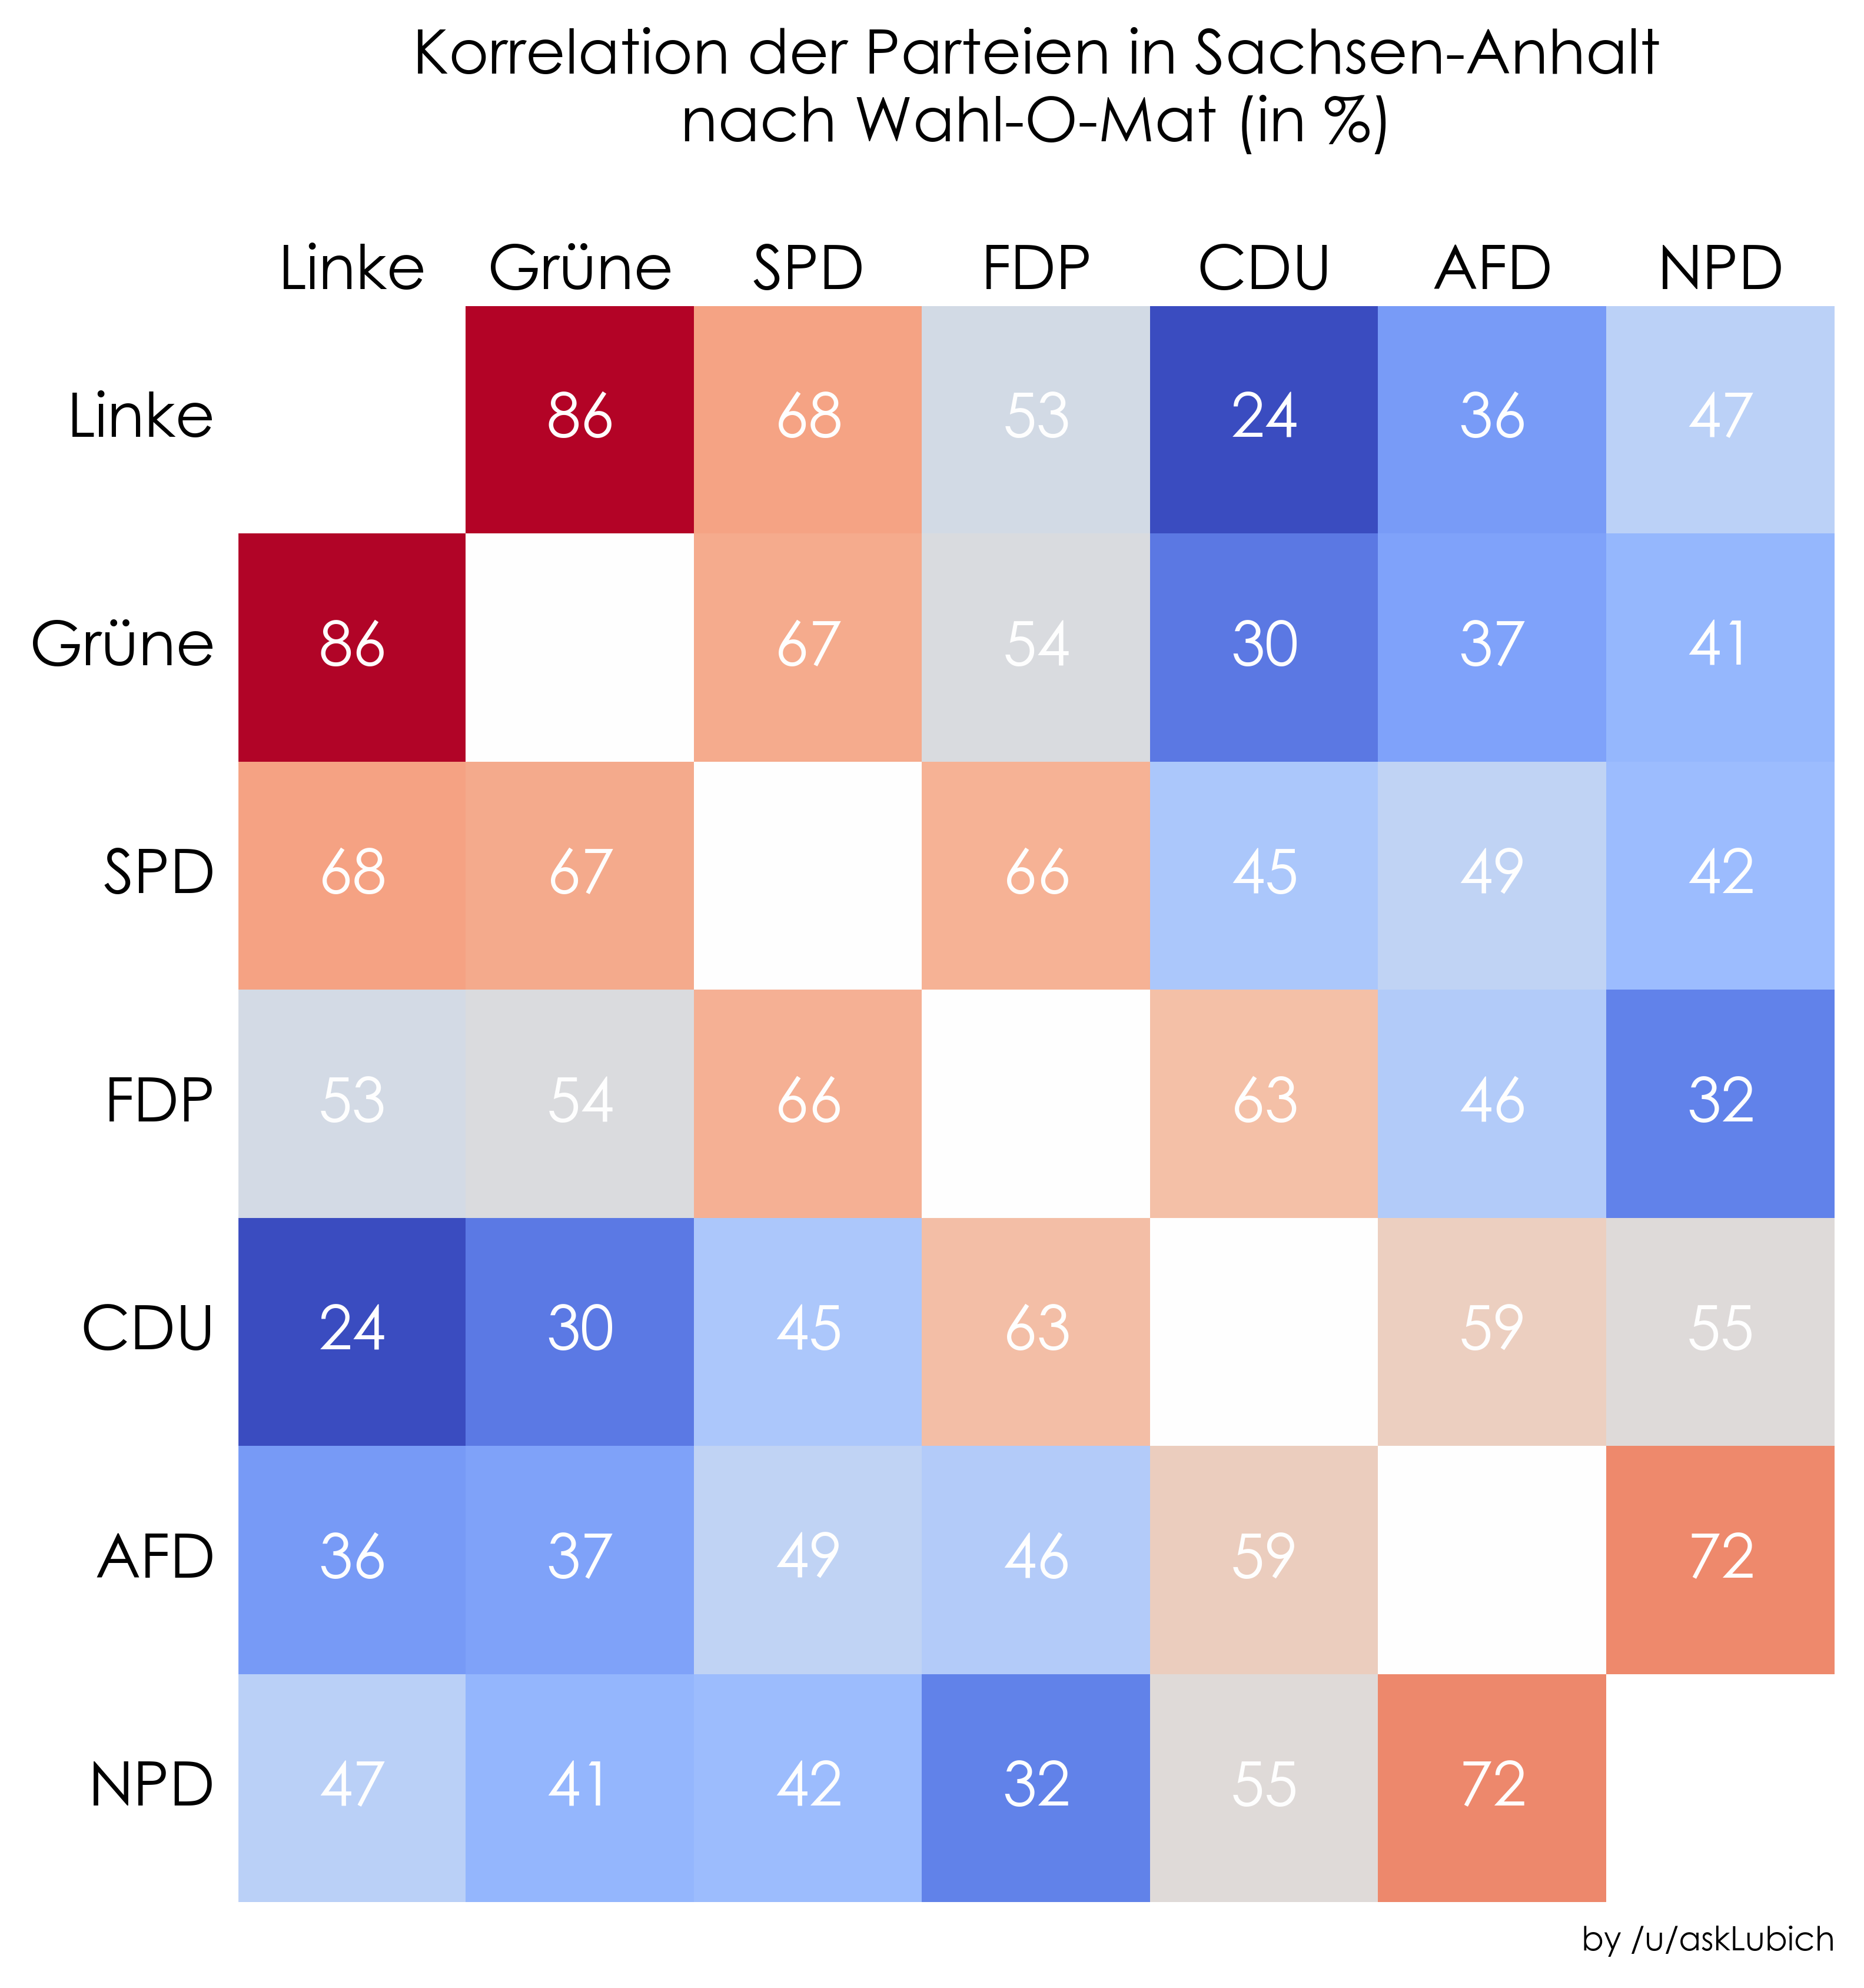 Korrelation der Parteien in Sachsen-Anhalt
nach Wahl-O-Mat (in %)
Linke Grüne SPD FDP CDU AFD NPD
Linke 86 68 53 24 36 47
Grüne 86 67 54 30 37 41
SPD 68 67 66 45 49 42
FDP 53 54 66 63 46 32
CDU 24 30 45 63 59 55
AFD 36 37 49 46 59 72
NPD 47 41 42 32 55 72
by /u/askLubich